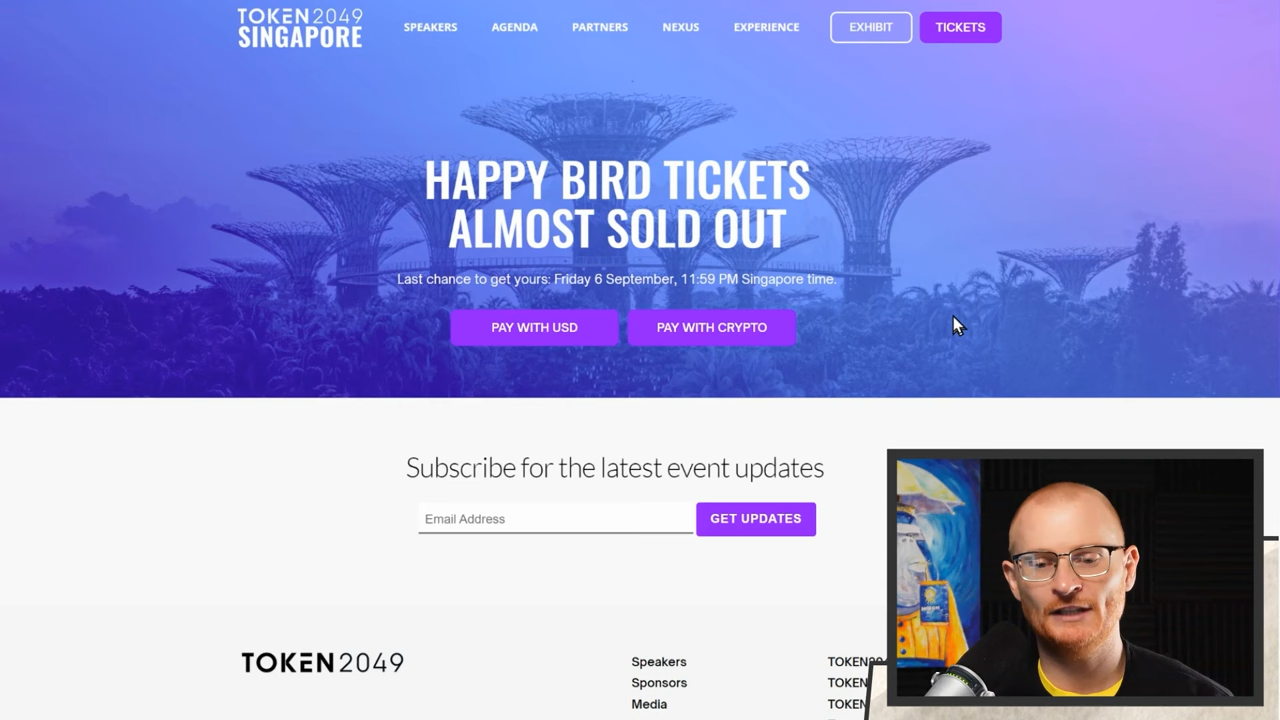 TOKEN2049
SINGAPORE
SPEAKERS
AGENDA
PARTNERS
NEXUS
EXPERIENCE
EXHIBIT
TICKETS
HAPPY BIRD TICKETS
ALMOST SOLD OUT
Last chance to get yours: Friday 6 September, 11:59 PM Singapore time.
PAY WITH USD
PAY WITH CRYPTO
Subscribe for the latest event updates
Email Address
GET UPDATES
TOKEN2049
Speakers
Sponsors
Media
TOKEN
TOKEN